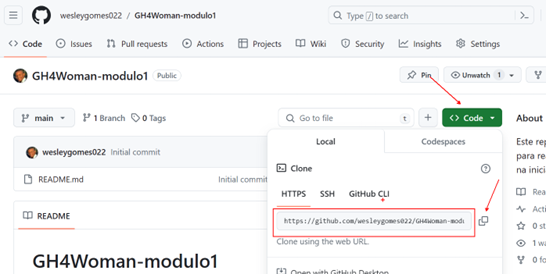 wesleygomes022 / GH4Woman-modulo1
Type / to search
Code Issues Pull requests Actions Projects Wiki Security Insights Settings
GH4Woman-modulo1 Public
Pin Unwatch 1
main 1 Branch 0 Tags
Go to file t
Code
About
wesleygomes022 Initial commit
README.md Initial commit
README
GH4Woman-modulo1
Local Codespaces
Clone
HTTPS SSH GitHub CLI
https://github.com/wesleygomes022/GH4Woman-modu
Clone using the web URL.
Open with GitHub Desktop
Este rep
para re
na inici
Rea
Activ
0 st
1 wa
0 fo